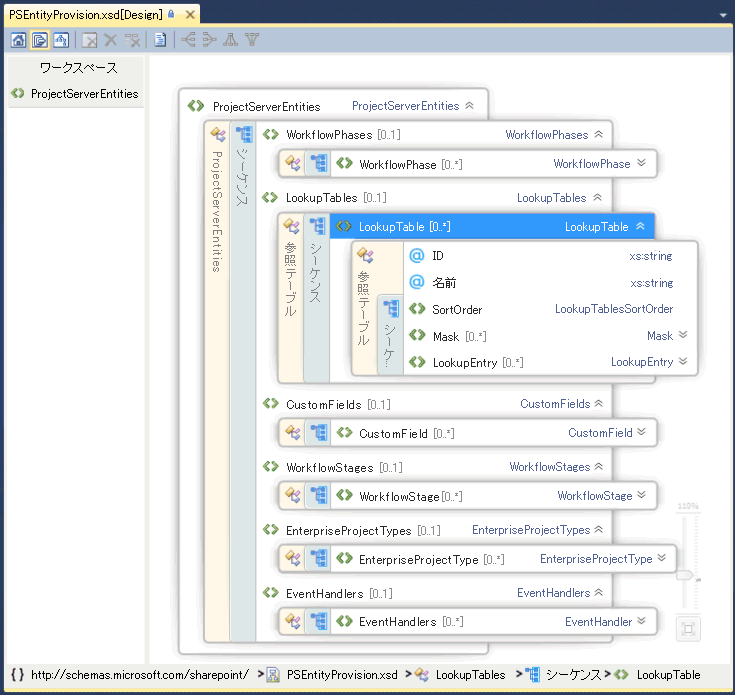 PSEntityProvision.xsd[Design]
ワークスペース
ProjectServerEntities
ProjectServerEntities ProjectServerEntities
ProjectServerEntities
シーケンス
WorkflowPhases [0..1] WorkflowPhases
WorkflowPhase [0..*] WorkflowPhase
LookupTables [0..1] LookupTables
参照テーブル
シーケンス
LookupTable [0..*] LookupTable
参照テーブル
シーケ...
@ ID xs:string
@ 名前 xs:string
SortOrder LookupTablesSortOrder
Mask [0..*] Mask
LookupEntry [0..*] LookupEntry
CustomFields [0..1] CustomFields
CustomField [0..*] CustomField
WorkflowStages [0..1] WorkflowStages
WorkflowStage [0..*] WorkflowStage
EnterpriseProjectTypes [0..1] EnterpriseProjectTypes
EnterpriseProjectType [0..*] EnterpriseProjectType
EventHandlers [0..1] EventHandlers
EventHandlers [0..*] EventHandler
110%
{ } http://schemas.microsoft.com/sharepoint/ > PSEntityProvision.xsd > LookupTables > シーケンス > LookupTable